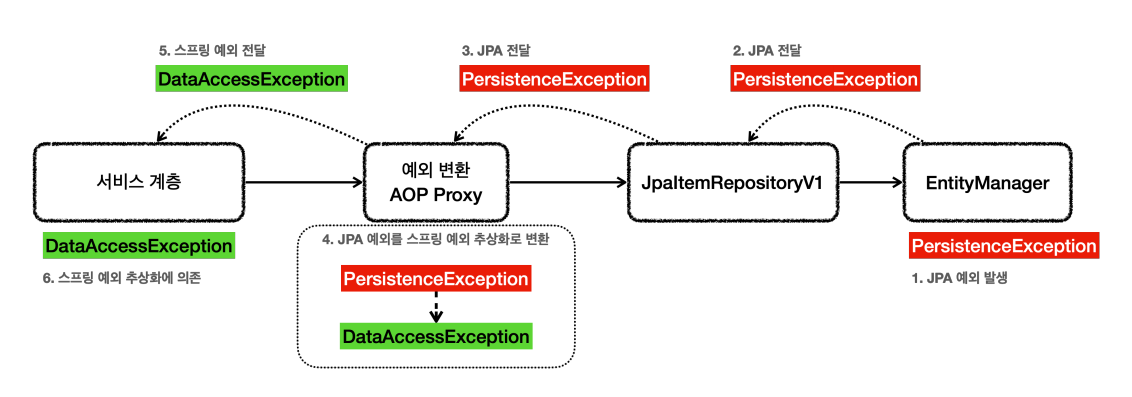 5. 스프링 예외 전달
DataAccessException
3. JPA 전달
PersistenceException
2. JPA 전달
PersistenceException
서비스 계층
예외 변환
AOP Proxy
JpaItemRepositoryV1
EntityManager
DataAccessException
6. 스프링 예외 추상화에 의존
4. JPA 예외를 스프링 예외 추상화로 변환
PersistenceException
DataAccessException
PersistenceException
1. JPA 예외 발생